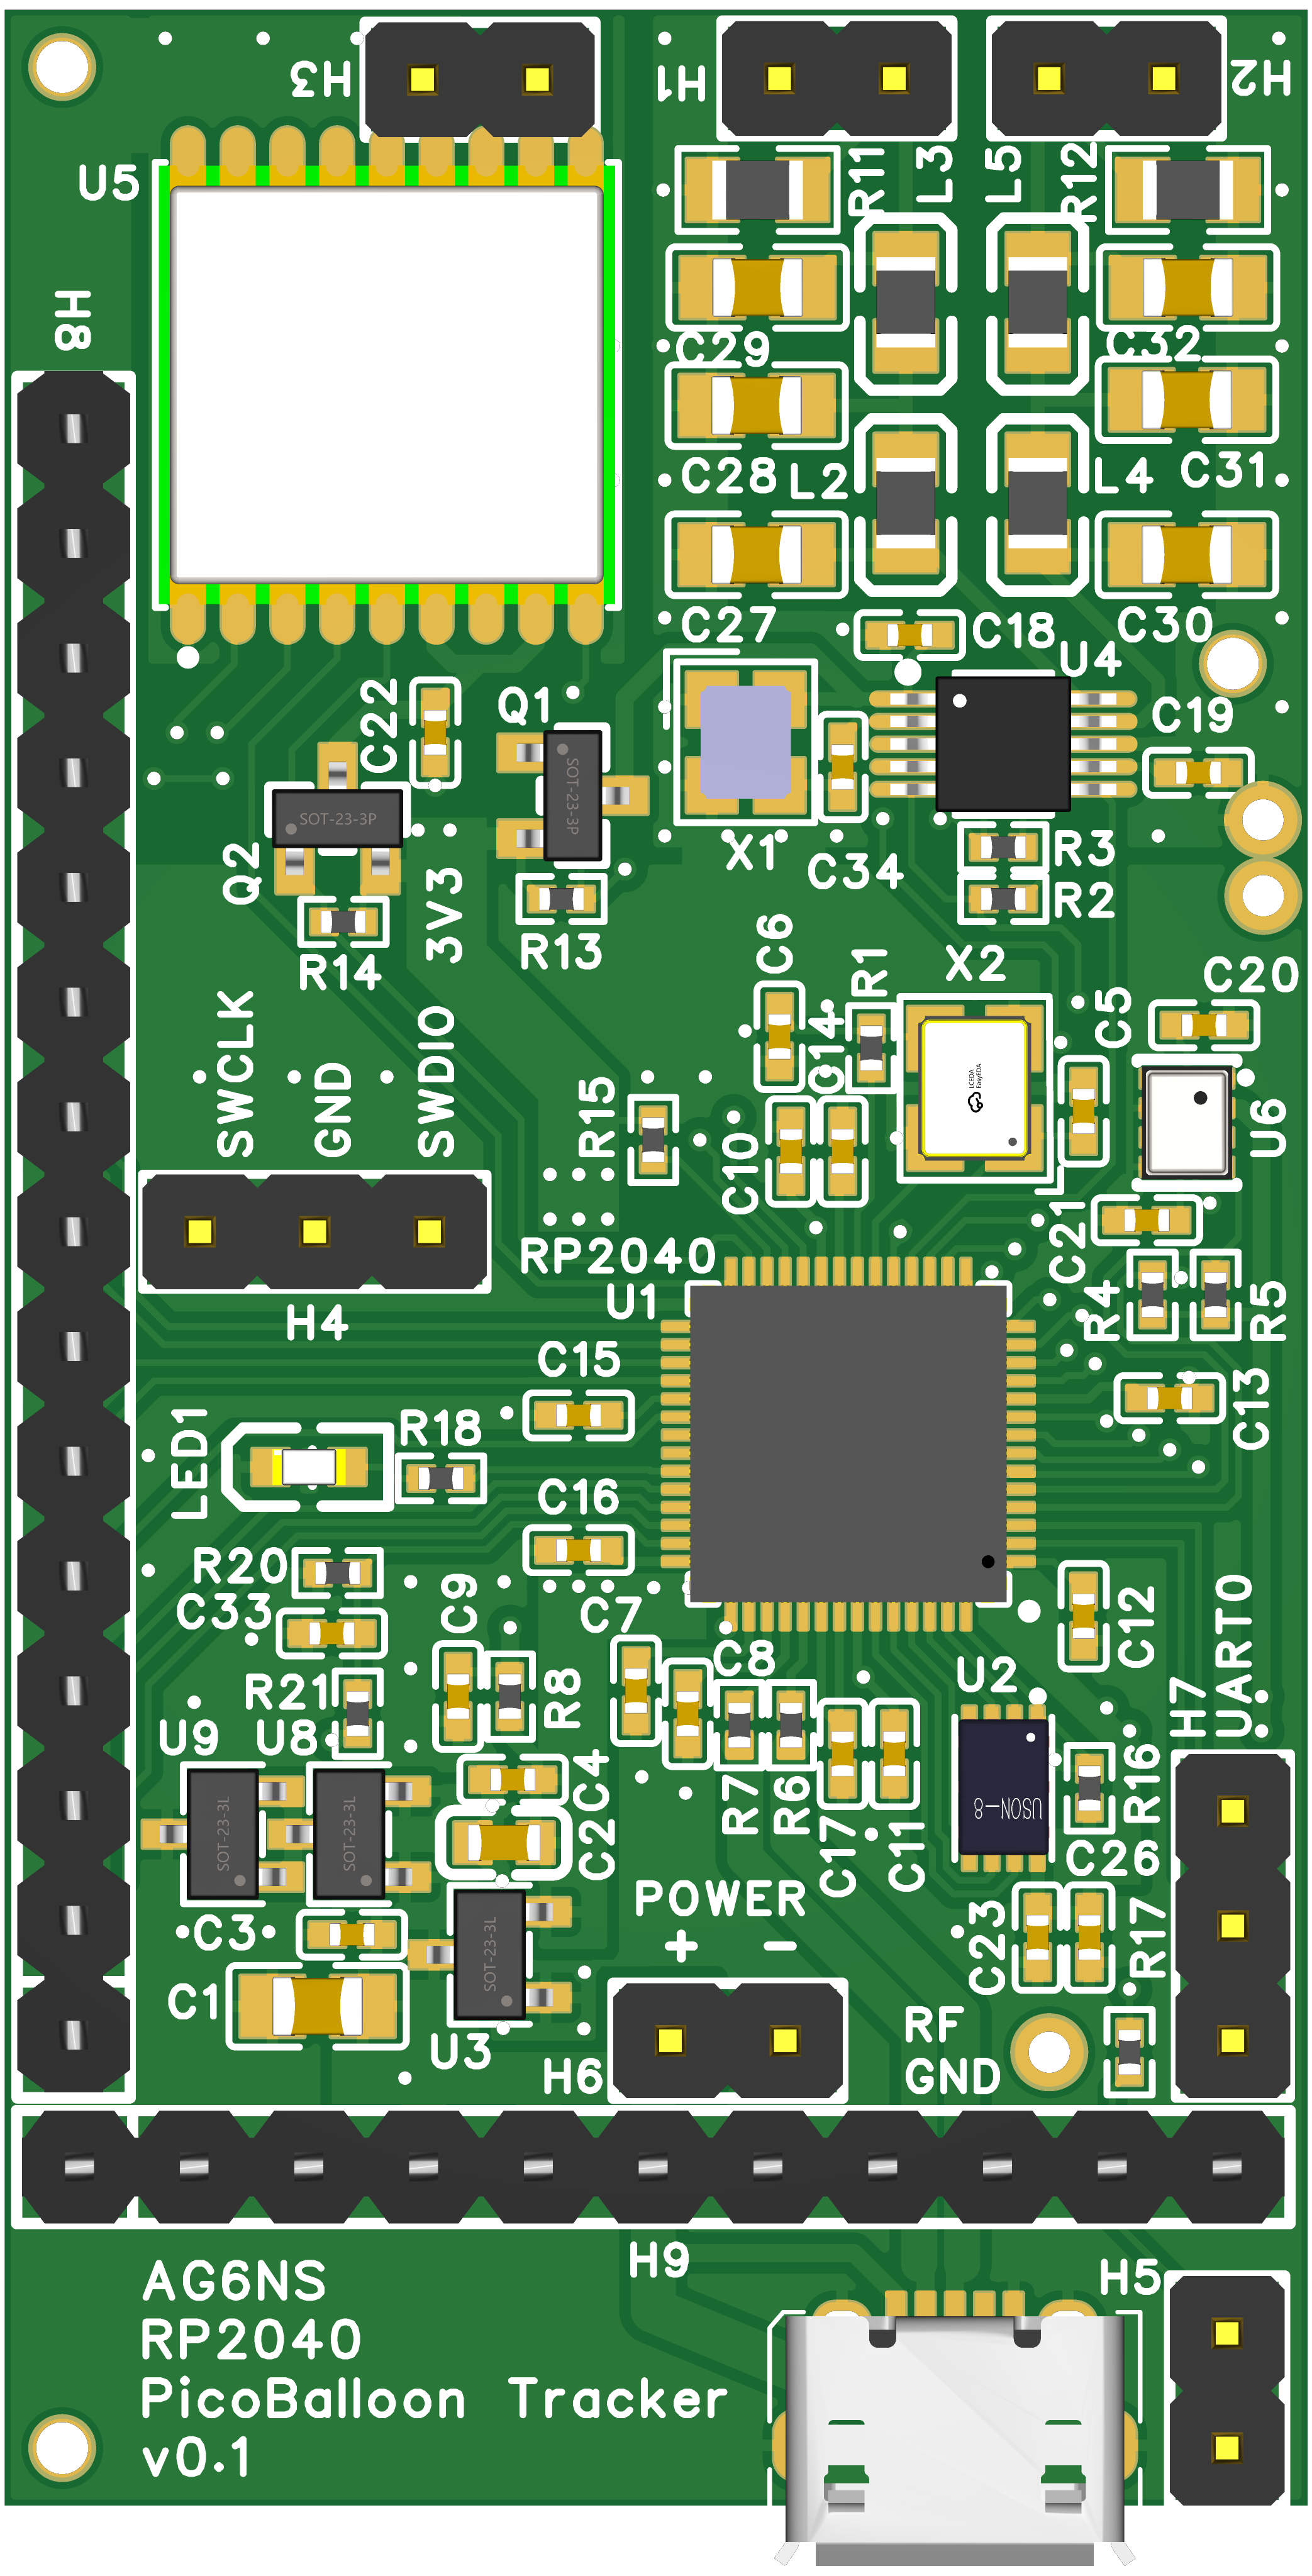 H3
H1
H2
U5
R11
L3
L5
R12
H8
C29
C32
C28
L2
L4
C31
C27
C18
C30
U4
C22
Q1
C19
SOT-23-3P
SOT-23-3P
X1
C34
R3
Q2
3V3
R2
R13
R14
C6
R1
X2
C20
SWCLK
GND
SWDIO
C14
C5
LCEDA
EasyEDA
R15
C10
U6
C21
RP2040
U1
H4
R4
R5
C15
C13
LED1
R18
C16
R20
C33
C9
C7
C12
UART0
H7
R21
R8
C8
U2
U9
U8
C4
R7
R6
R16
USON-8
SOT-23-3L
SOT-23-3L
C2
C17
C11
C26
POWER
+ −
C3
SOT-23-3L
C23
R17
C1
U3
H6
RF
GND
H9
H5
AG6NS
RP2040
PicoBalloon Tracker
v0.1